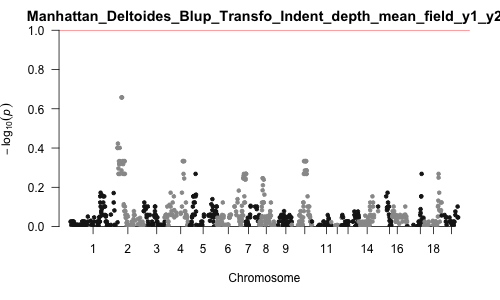 Manhattan_Deltoides_Blup_Transfo_Indent_depth_mean_field_y1_y2
1.0
0.8
0.6
0.4
0.2
0.0
− log10(p)
1 2 3 4 5 6 7 8 9 11 14 16 18
Chromosome